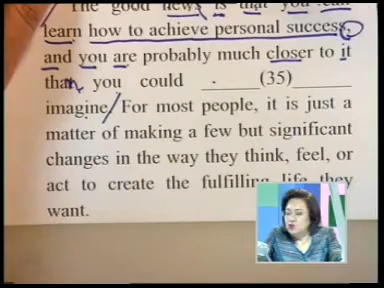 The good news is that you can
learn how to achieve personal success,
and you are probably much closer to it
than you could ______(35)______
imagine/For most people, it is just a
matter of making a few but significant
changes in the way they think, feel, or
act to create the fulfilling life they
want.